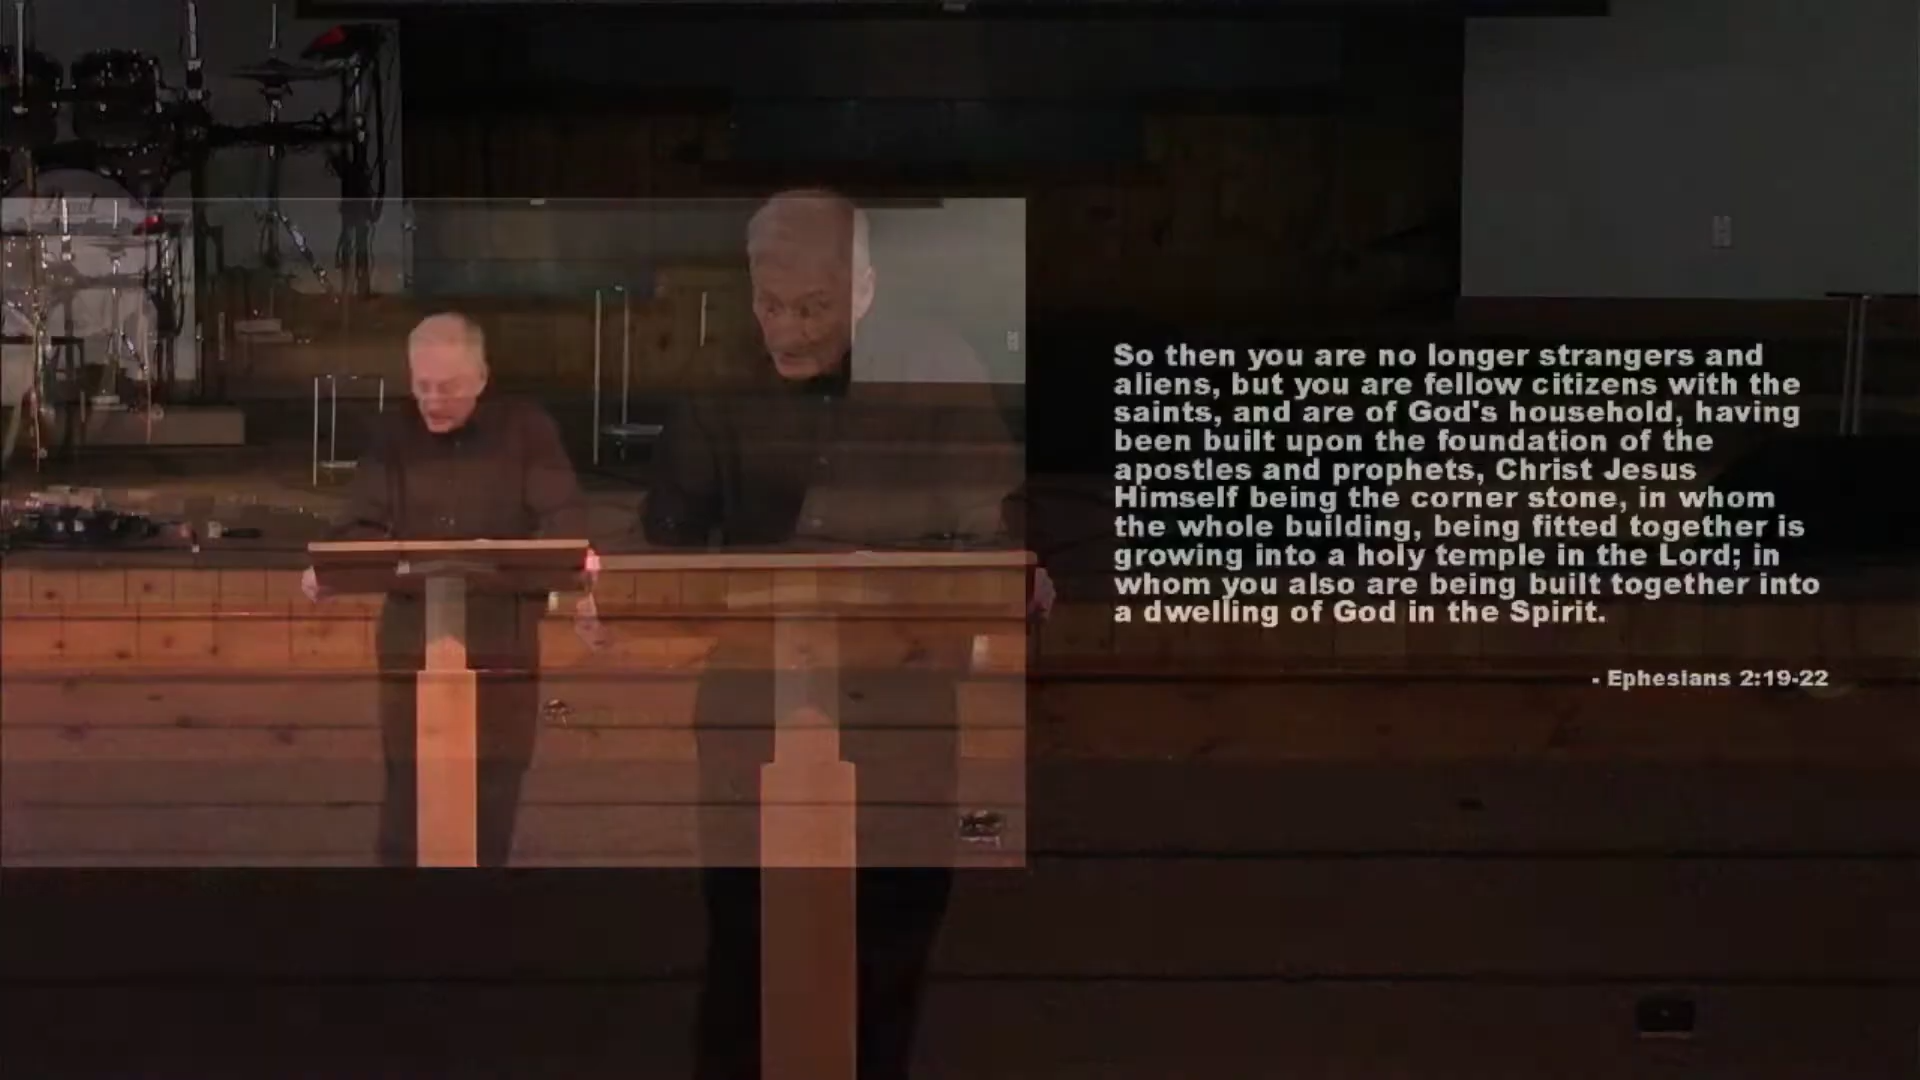 So then you are no longer strangers and
aliens, but you are fellow citizens with the
saints, and are of God's household, having
been built upon the foundation of the
apostles and prophets, Christ Jesus
Himself being the corner stone, in whom
the whole building, being fitted together is
growing into a holy temple in the Lord; in
whom you also are being built together into
a dwelling of God in the Spirit.
- Ephesians 2:19-22